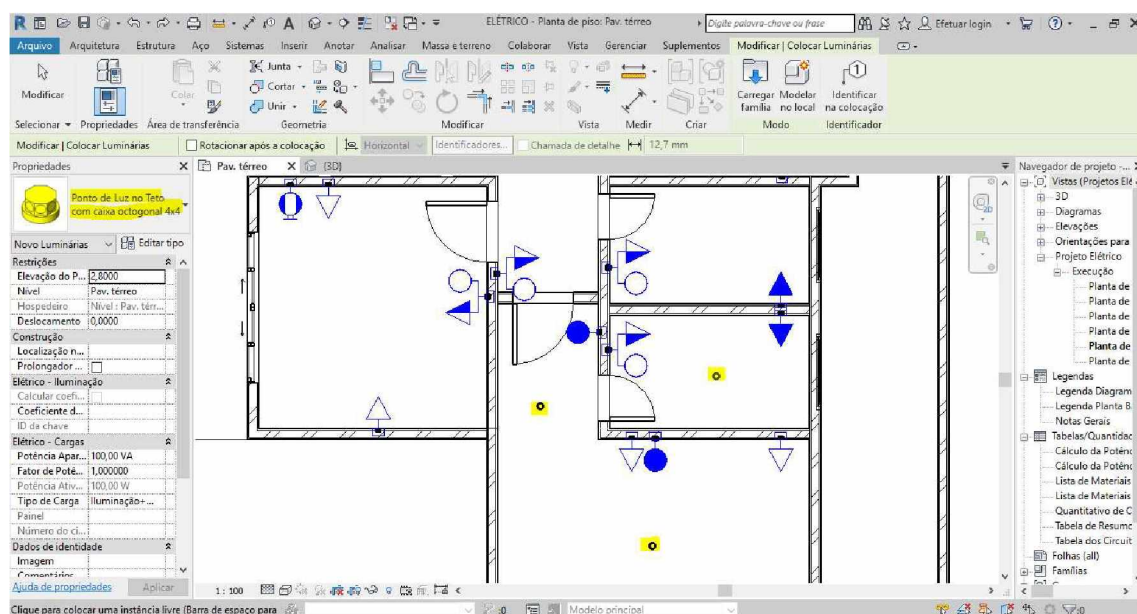 ELÉTRICO - Planta de piso: Pav. térreo
Digite palavra-chave ou frase
Efetuar login
Arquivo Arquitetura Estrutura Aço Sistemas Inserir Anotar Analisar Massa e terreno Colaborar Vista Gerenciar Suplementos Modificar | Colocar Luminárias
Modificar
Colar
Junta
Cortar
Unir
Carregar família
Modelar no local
Identificar na colocação
Selecionar Propriedades Área de transferência Geometria Modificar Vista Medir Criar Modo Identificador
Modificar | Colocar Luminárias Rotacionar após a colocação Horizontal Identificadores... Chamada de detalhe 12,7 mm
Propriedades X
Pav. térreo X {3D}
Navegador de projeto -...
Ponto de Luz no Teto
com caixa octogonal 4x4
Novo Luminárias Editar tipo
Restrições
Elevação do P... 2,8000
Nível Pav. térreo
Hospedeiro Nível : Pav. térr...
Deslocamento 0,0000
Construção
Localização n...
Prolongador ...
Elétrico - Iluminação
Calcular coefi...
Coeficiente d...
ID da chave
Elétrico - Cargas
Potência Apar... 100,00 VA
Fator de Potê... 1,000000
Potência Ativ... 100,00 W
Tipo de Carga Iluminação+...
Painel
Número do ci...
Dados de identidade
Imagem
Comentários
Ajuda de propriedades Aplicar
Vistas (Projetos Elé
3D
Diagramas
Elevações
Orientações para
Projeto Elétrico
Execução
Planta de
Planta de
Planta de
Planta de
Planta de
Planta de
Legendas
Legenda Diagram
Legenda Planta B
Notas Gerais
Tabelas/Quantidad
Cálculo da Potênc
Cálculo da Potênc
Lista de Materiais
Lista de Materiais
Quantitativo de C
Tabela de Resumo
Tabela dos Circuit
Folhas (all)
Famílias
1 : 100
Clique para colocar uma instância livre (Barra de espaço para
:0 Modelo principal